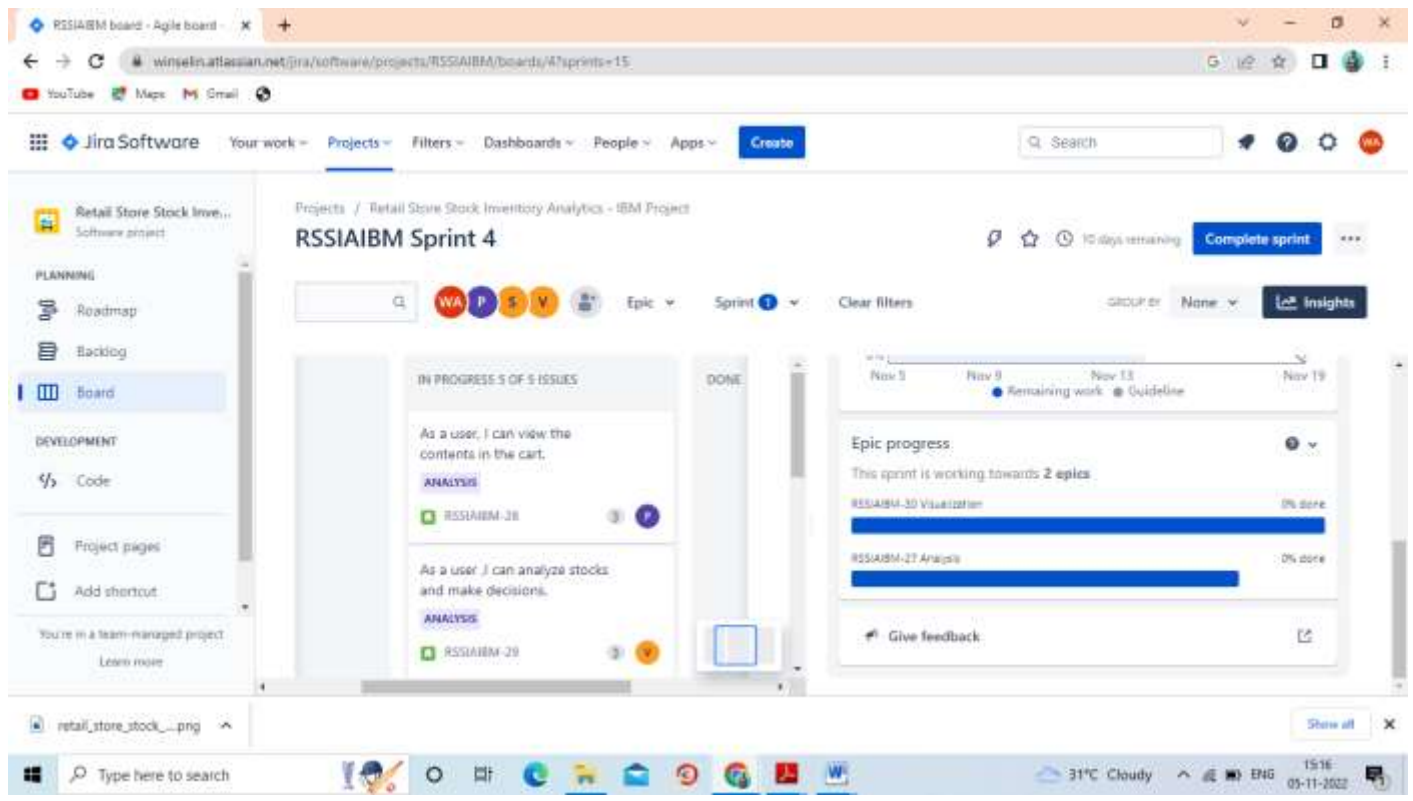 RSSIAIBM board - Agile board -
winselin.atlassian.net/jira/software/projects/RSSIAIBM/boards/4?sprints=15
YouTube Maps Gmail
Jira Software Your work Projects Filters Dashboards People Apps Create Search WA
Retail Store Stock Inve...
Software project
Projects / Retail Store Stock Inventory Analytics - IBM Project
RSSIAIBM Sprint 4
10 days remaining Complete sprint
PLANNING
Roadmap
Backlog
Board
DEVELOPMENT
Code
Project pages
Add shortcut
You're in a team-managed project
Learn more
WA P S V Epic Sprint 1 Clear filters GROUP BY None Insights
IN PROGRESS 5 OF 5 ISSUES
DONE
As a user, I can view the
contents in the cart.
ANALYSIS
RSSIAIBM-28 3 P
As a user ,I can analyze stocks
and make decisions.
ANALYSIS
RSSIAIBM-29 3 V
Nov 5 Nov 9 Nov 13 Nov 19
Remaining work Guideline
Epic progress
This sprint is working towards 2 epics
RSSIAIBM-30 Visualization 0% done
RSSIAIBM-27 Analysis 0% done
Give feedback
retail_store_stock_....png
Show all
Type here to search
31°C Cloudy ENG
15:16
05-11-2022